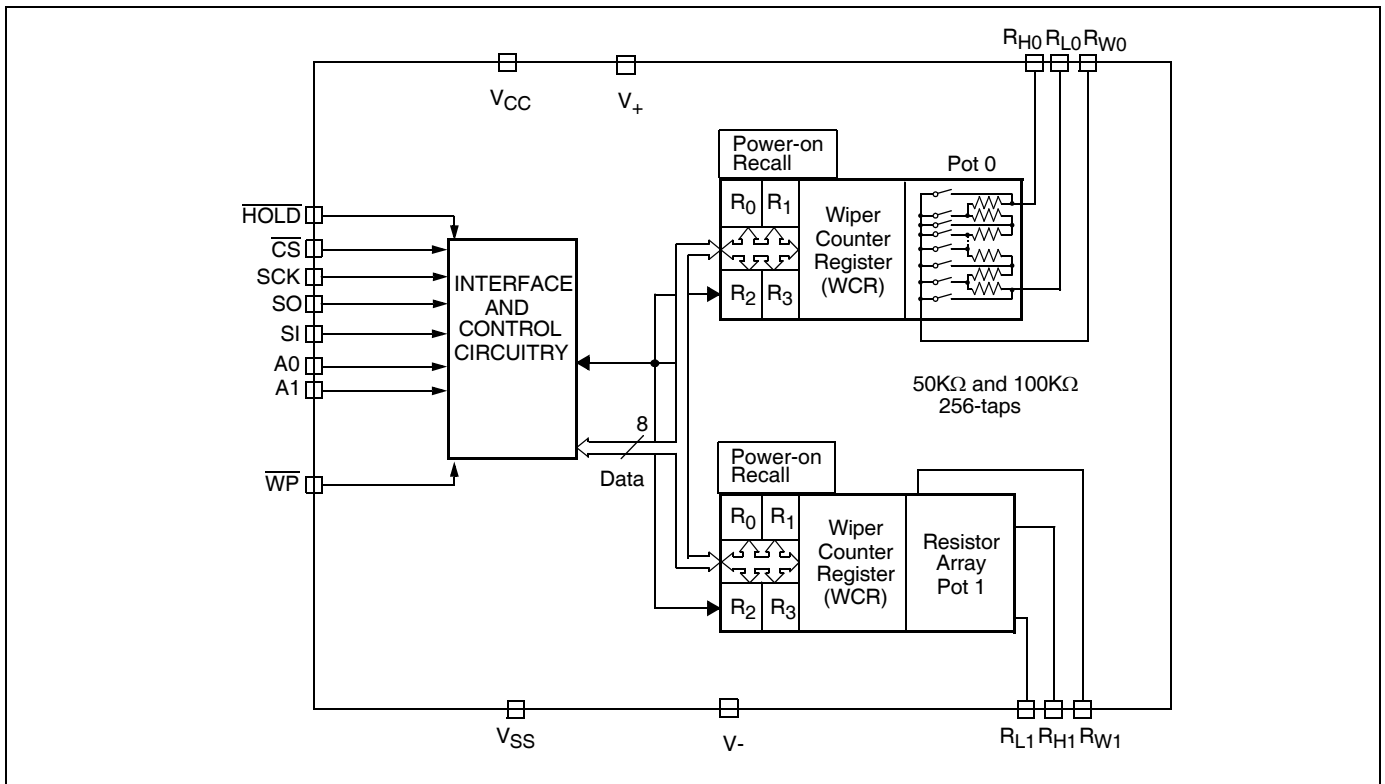 RH0 RL0 RW0
VCC
V+
Power-on
Recall
Pot 0
HOLD
CS
SCK
SO
SI
A0
A1
WP
INTERFACE
AND
CONTROL
CIRCUITRY
R0 R1
R2 R3
Wiper
Counter
Register
(WCR)
50KΩ and 100KΩ
256-taps
8
Data
Power-on
Recall
R0 R1
R2 R3
Wiper
Counter
Register
(WCR)
Resistor
Array
Pot 1
VSS
V-
RL1 RH1 RW1